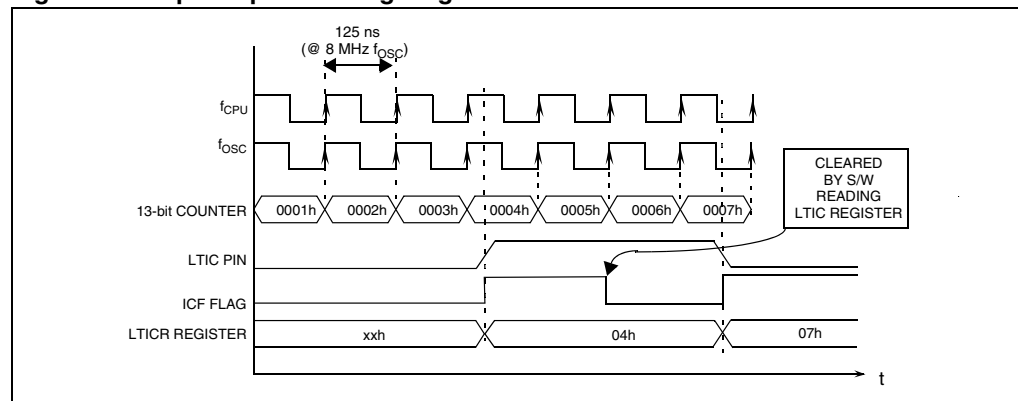 125 ns
(@ 8 MHz fOSC)
fCPU
fOSC
CLEARED
BY S/W
READING
LTIC REGISTER
13-bit COUNTER 0001h 0002h 0003h 0004h 0005h 0006h 0007h
LTIC PIN
ICF FLAG
LTICR REGISTER xxh 04h 07h
t